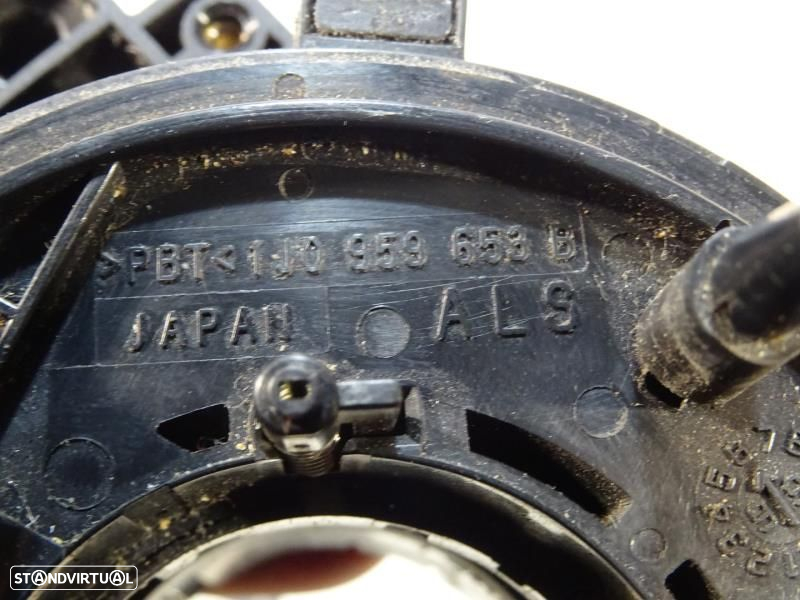 >PBT< 1J0 959 653 B
JAPAN ALS
STANDVIRTUAL